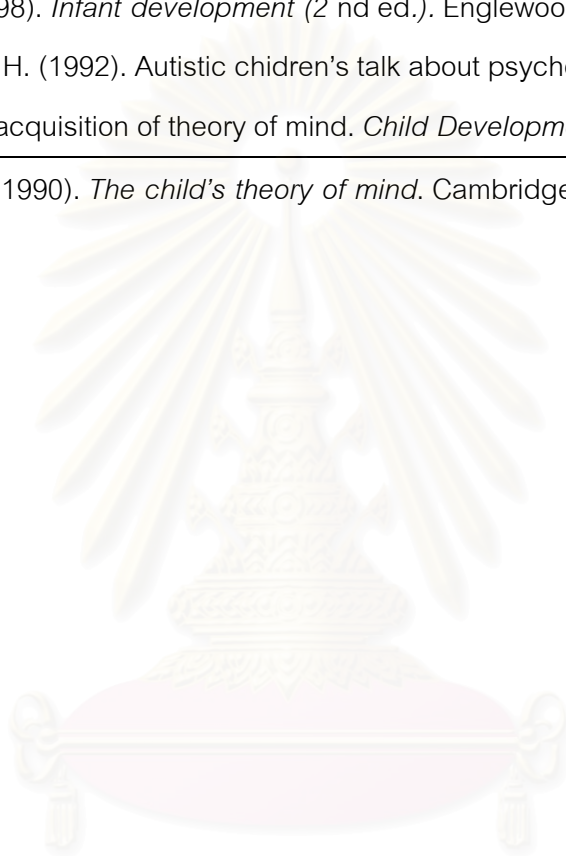 98). Infant development (2 nd ed.). Englewoo
H. (1992). Autistic chidren’s talk about psych
acquisition of theory of mind. Child Developm
1990). The child’s theory of mind. Cambridge